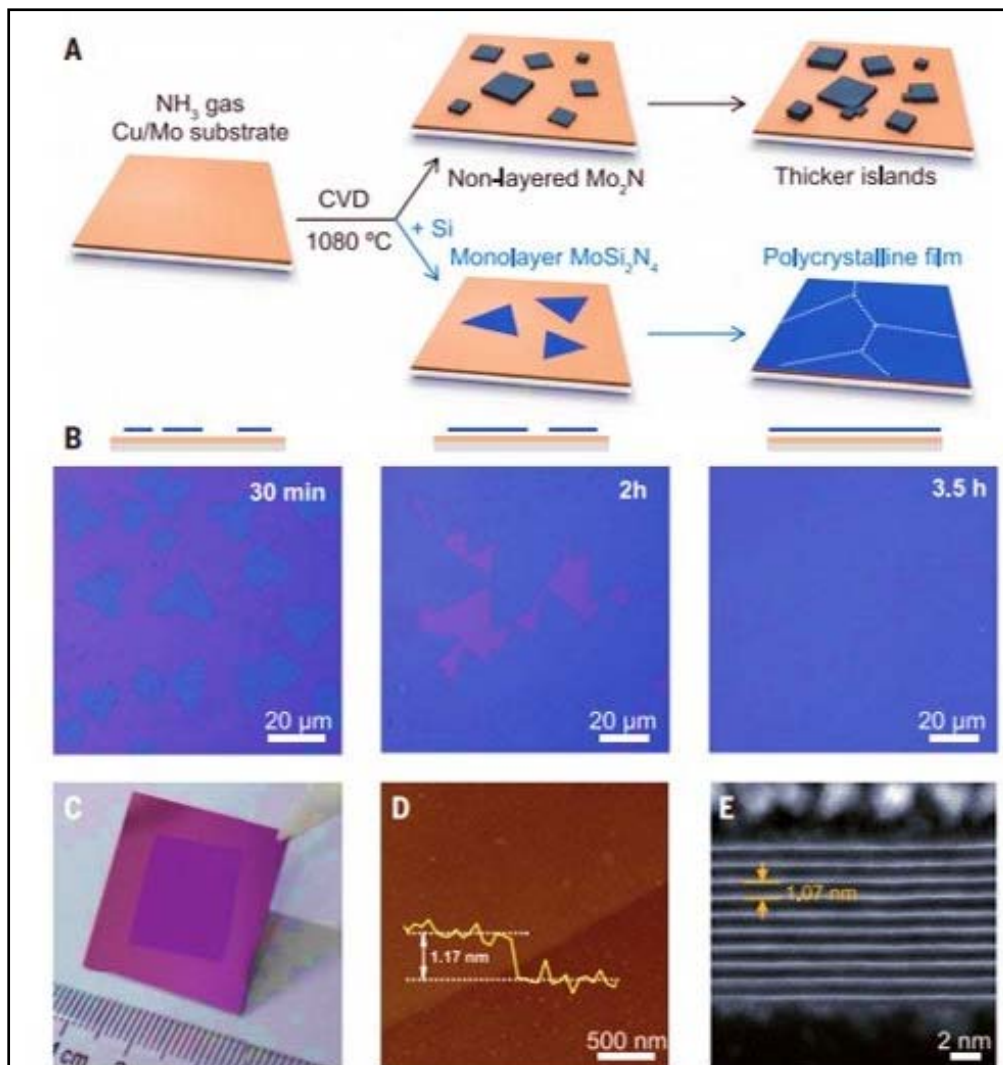 A
NH₃ gas
Cu/Mo substrate
CVD
1080 ºC
+ Si
Non-layered Mo₂N
Thicker islands
Monolayer MoSi₂N₄
Polycrystalline film
B
30 min
2h
3.5 h
20 µm
20 µm
20 µm
C
D
E
1.17 nm
1.07 nm
1 cm
500 nm
2 nm